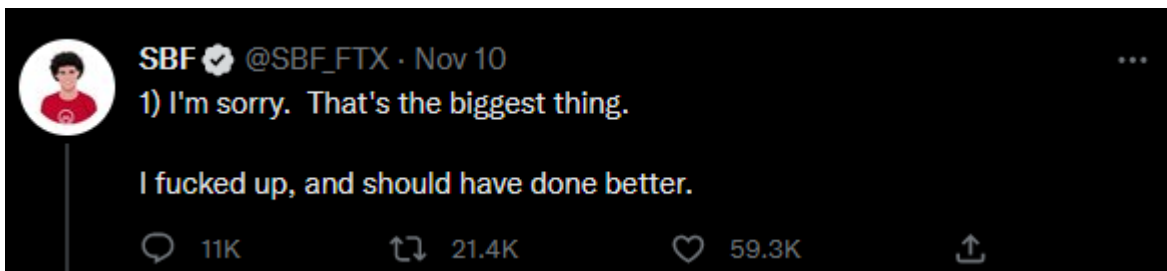 SBF @SBF_FTX · Nov 10
1) I'm sorry.  That's the biggest thing.
I fucked up, and should have done better.
11K 21.4K 59.3K